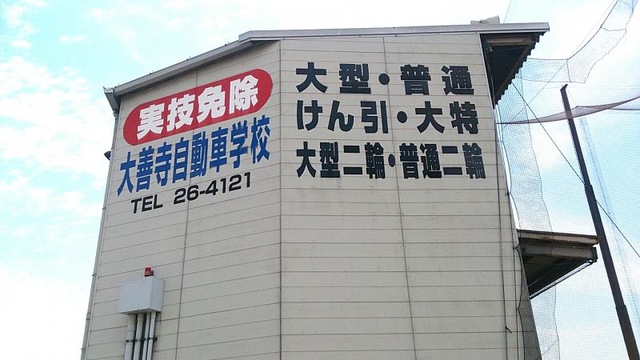 実技免除
大善寺自動車学校
TEL 26-4121
大型・普通
けん引・大特
大型二輪・普通二輪